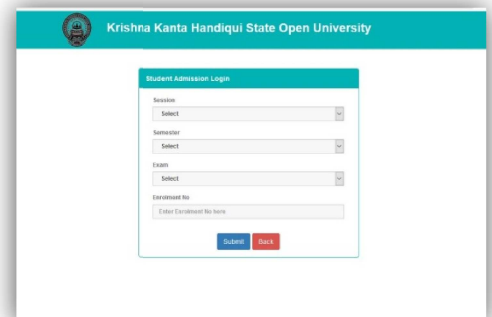 Krishna Kanta Handiqui State Open University
Student Admission Login
Session
Select
Semester
Select
Exam
Select
Enrolment No
Enter Enrolment No here
Submit Back